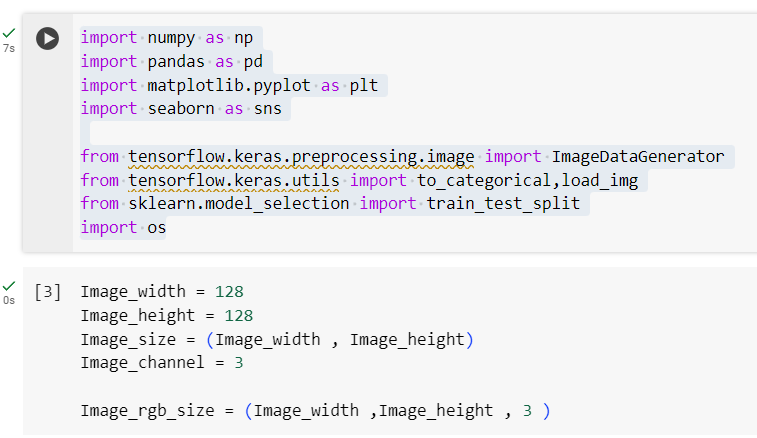 7s
import numpy as np
import pandas as pd
import matplotlib.pyplot as plt
import seaborn as sns
from tensorflow.keras.preprocessing.image import ImageDataGenerator
from tensorflow.keras.utils import to_categorical,load_img
from sklearn.model_selection import train_test_split
import os
0s
[3] Image_width = 128
Image_height = 128
Image_size = (Image_width , Image_height)
Image_channel = 3
Image_rgb_size = (Image_width ,Image_height , 3 )